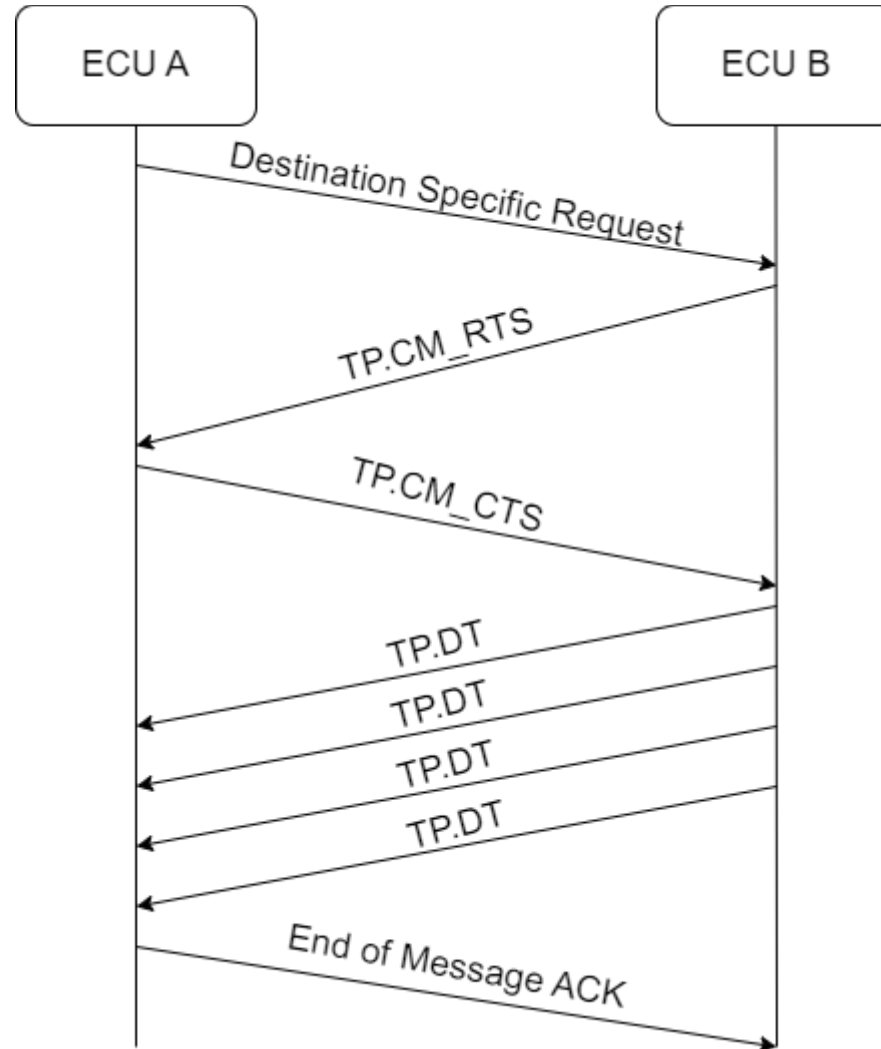 ECU A
ECU B
Destination Specific Request
TP.CM_RTS
TP.CM_CTS
TP.DT
TP.DT
TP.DT
TP.DT
End of Message ACK